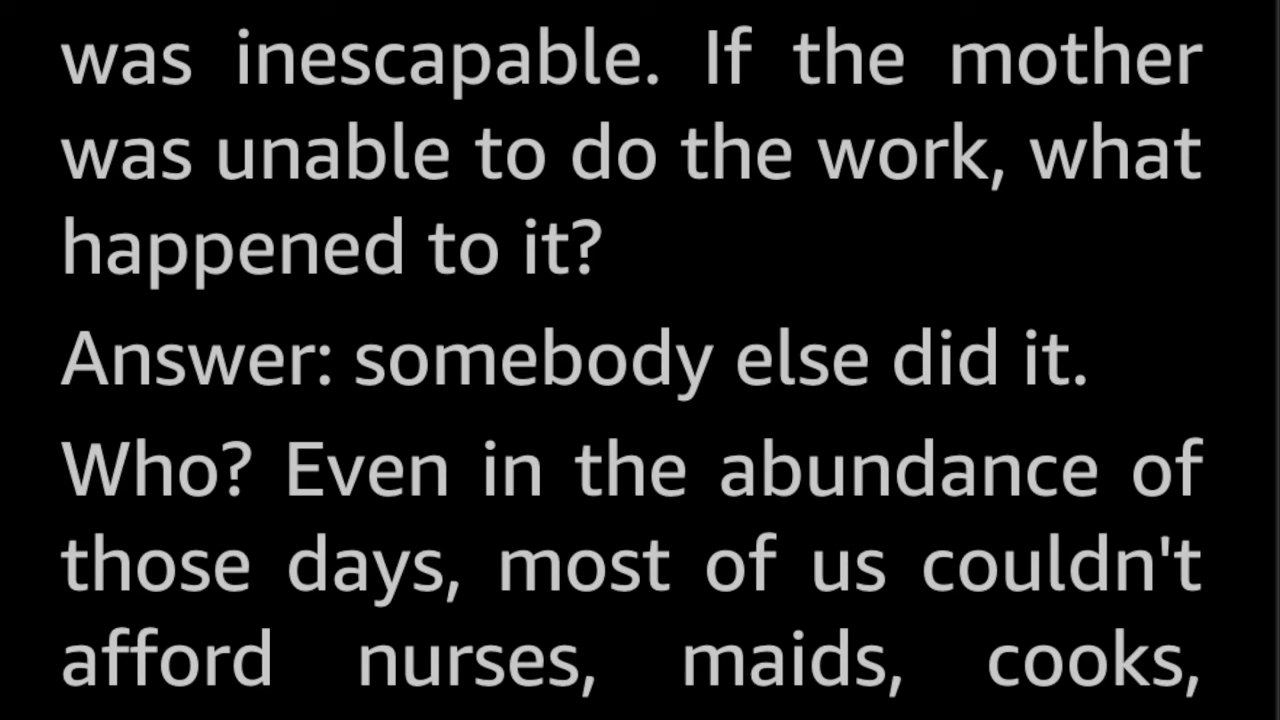 was inescapable. If the mother
was unable to do the work, what
happened to it?
Answer: somebody else did it.
Who? Even in the abundance of
those days, most of us couldn't
afford nurses, maids, cooks,